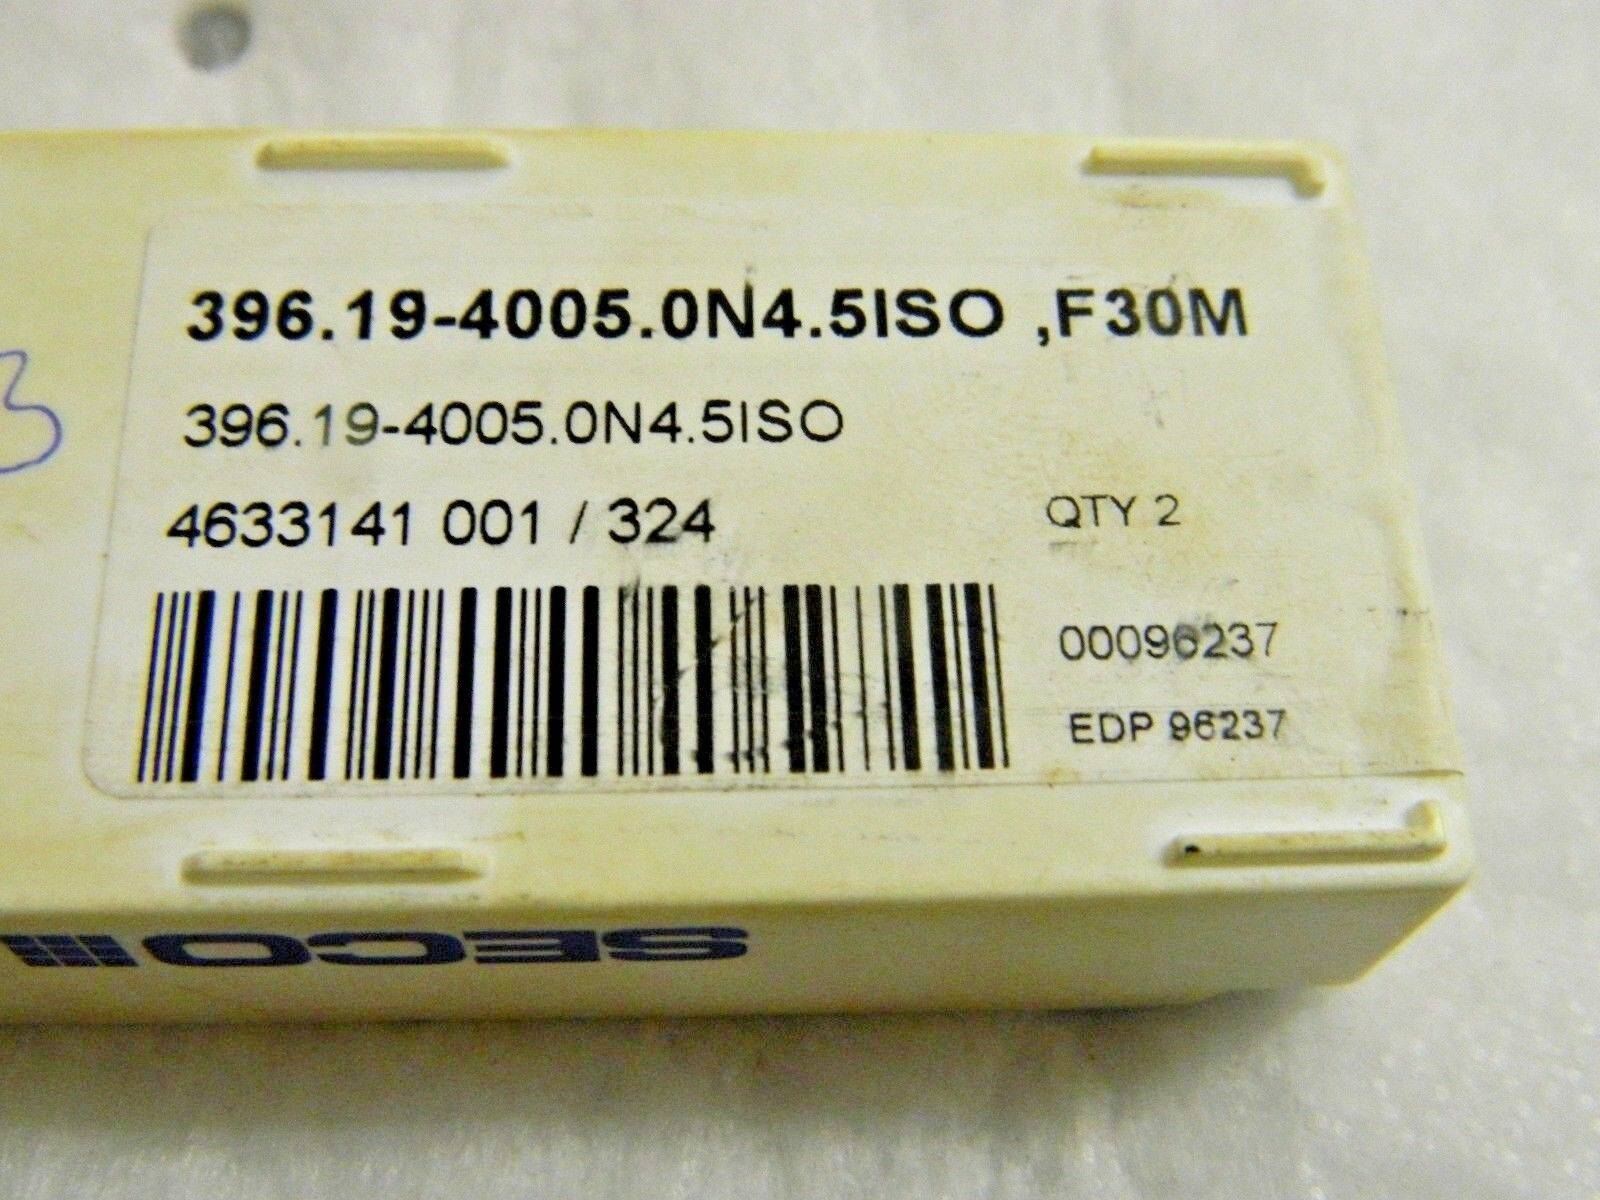 396.19-4005.0N4.5ISO ,F30M
396.19-4005.0N4.5ISO
4633141 001 / 324
QTY 2
00096237
EDP 96237
3
SECO